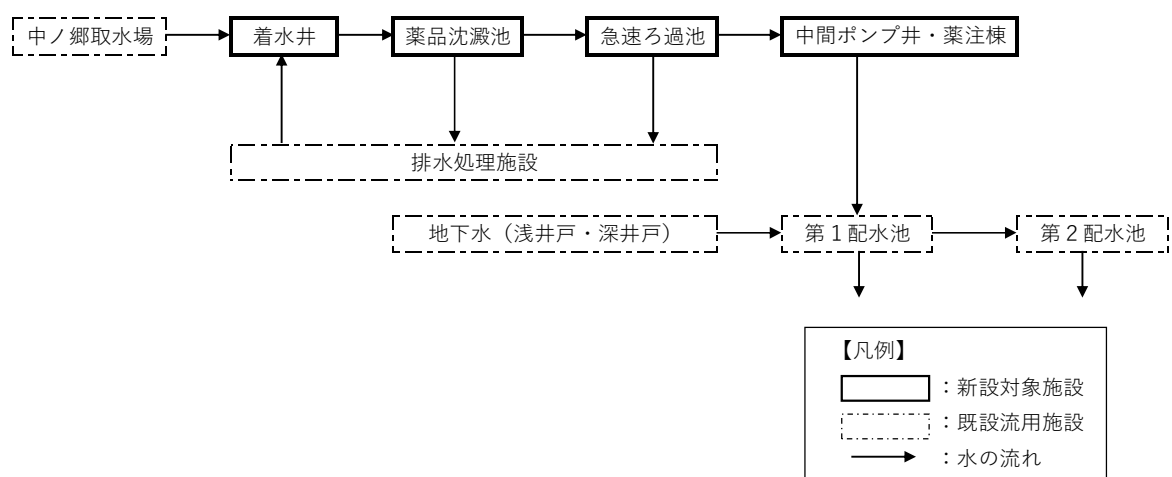 中ノ郷取水場
着水井
薬品沈澱池
急速ろ過池
中間ポンプ井・薬注棟
排水処理施設
地下水（浅井戸・深井戸）
第１配水池
第２配水池
【凡例】
：新設対象施設
：既設流用施設
：水の流れ